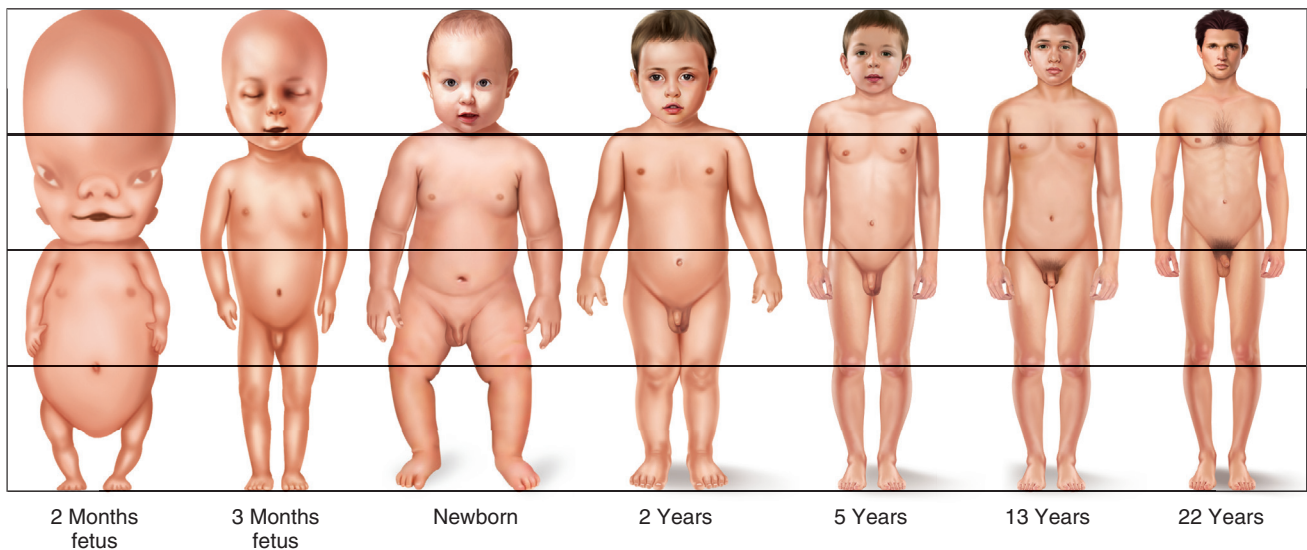 2 Months
fetus
3 Months
fetus
Newborn
2 Years
5 Years
13 Years
22 Years